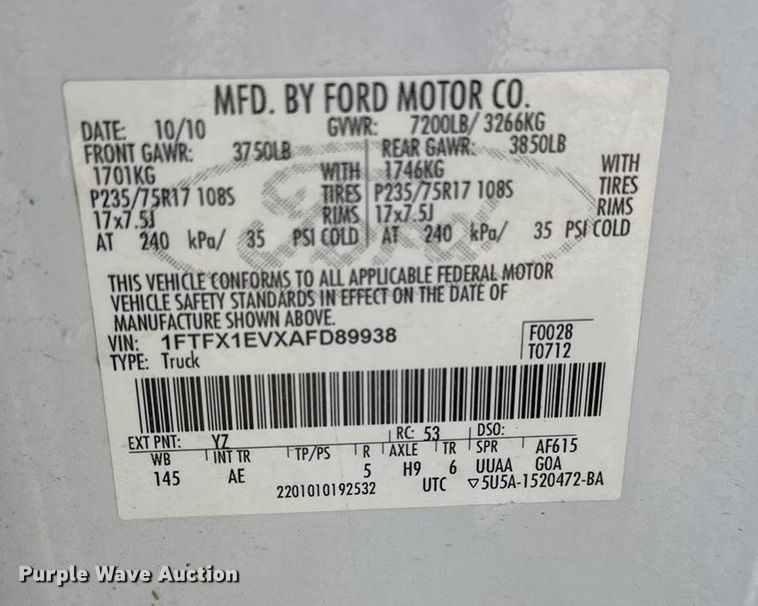 MFD. BY FORD MOTOR CO.
DATE: 10/10 GVWR: 7200LB/ 3266KG
FRONT GAWR: 3750LB REAR GAWR: 3850LB
1701KG WITH 1746KG WITH
P235/75R17 108S TIRES P235/75R17 108S TIRES
17x7.5J RIMS 17x7.5J RIMS
AT 240 kPa/ 35 PSI COLD AT 240 kPa/ 35 PSI COLD
THIS VEHICLE CONFORMS TO ALL APPLICABLE FEDERAL MOTOR
VEHICLE SAFETY STANDARDS IN EFFECT ON THE DATE OF
MANUFACTURE SHOWN ABOVE.
VIN: 1FTFX1EVXAFD89938 F0028
TYPE: Truck T0712
EXT PNT: YZ RC: 53 DSO:
WB INT TR TP/PS R AXLE TR SPR AF615
145 AE 5 H9 6 UUAA GOA
2201010192532 UTC ▽5U5A-1520472-BA
Purple Wave Auction